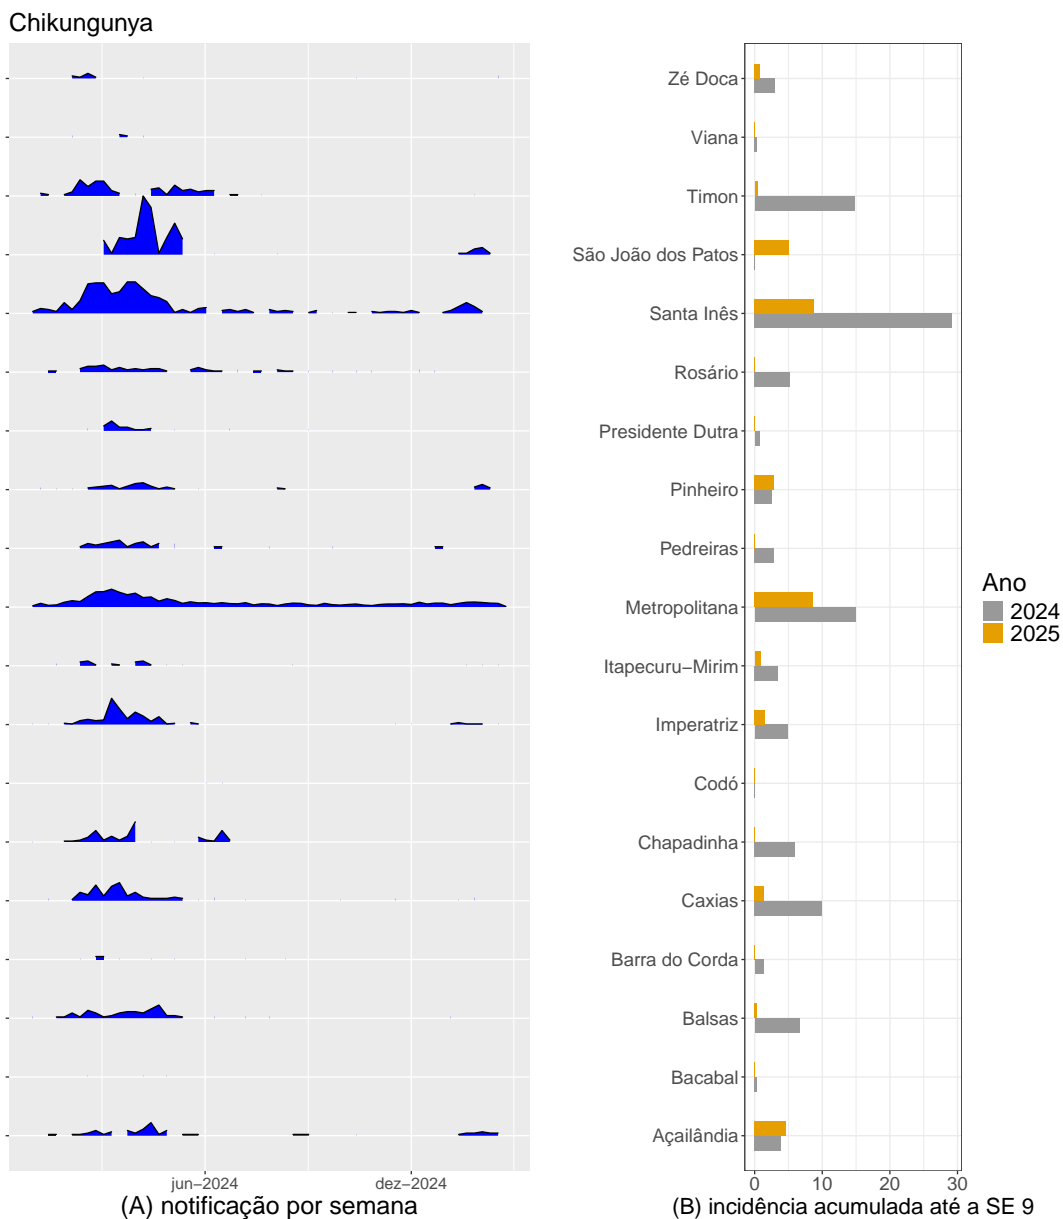 Chikungunya
Zé Doca
Viana
Timon
São João dos Patos
Santa Inês
Rosário
Presidente Dutra
Pinheiro
Pedreiras
Metropolitana
Itapecuru−Mirim
Imperatriz
Codó
Chapadinha
Caxias
Barra do Corda
Balsas
Bacabal
Açailândia
Ano
2024
2025
jun−2024 dez−2024
(A) notificação por semana
0 10 20 30
(B) incidência acumulada até a SE 9